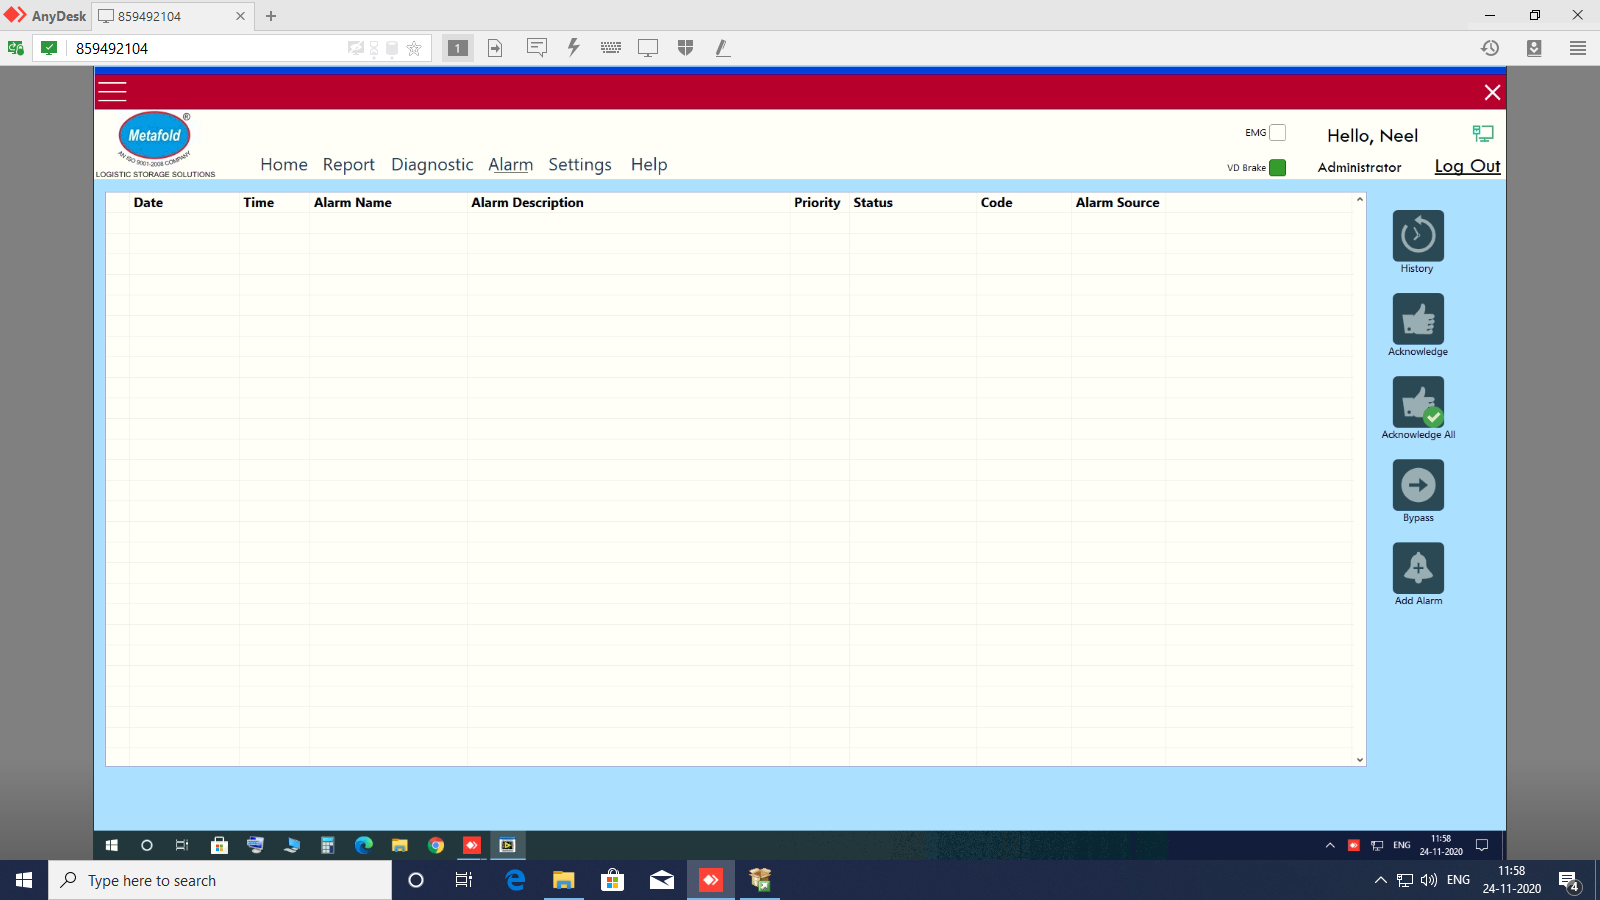 AnyDesk 859492104
859492104 1
Metafold ®
AN ISO 9001-2008 COMPANY
LOGISTIC STORAGE SOLUTIONS
Home Report Diagnostic Alarm Settings Help
EMG Hello, Neel
VD Brake Administrator Log Out
Date Time Alarm Name Alarm Description Priority Status Code Alarm Source
History
Acknowledge
Acknowledge All
Bypass
Add Alarm
ENG 11:58
24-11-2020
Type here to search
ENG 11:58
24-11-2020
4